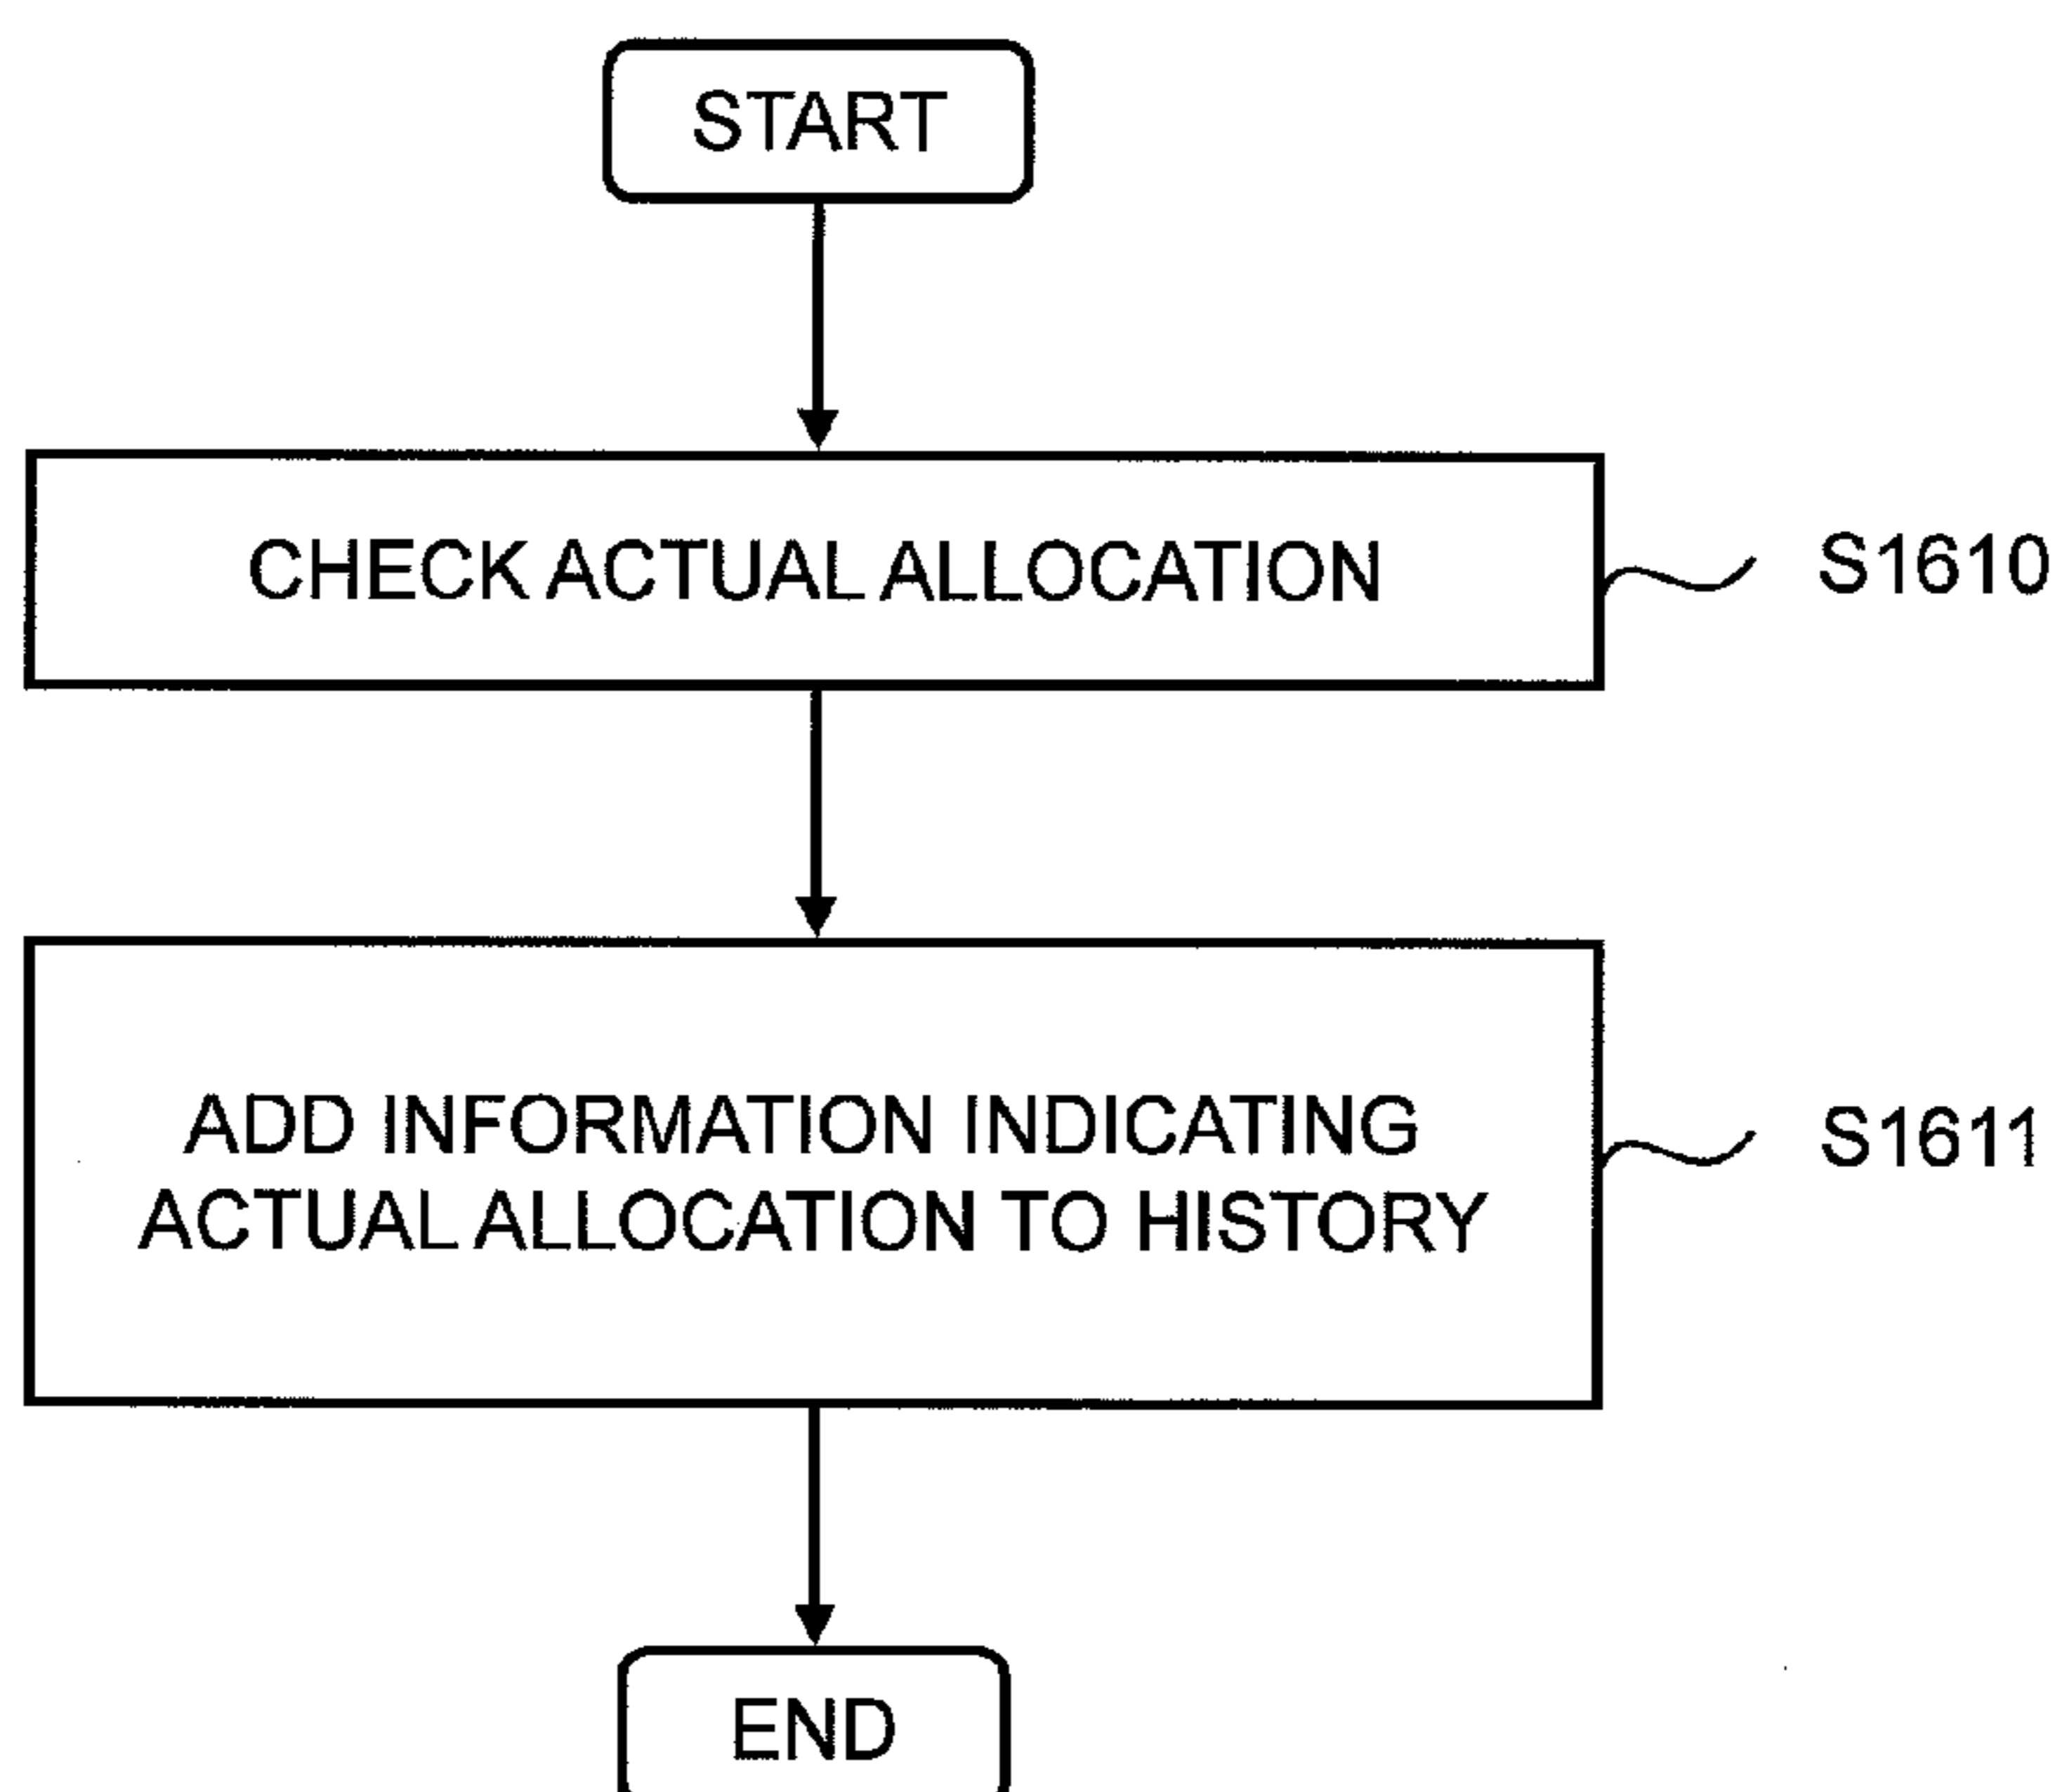 START
CHECK ACTUAL ALLOCATION
S1610
ADD INFORMATION INDICATING
ACTUAL ALLOCATION TO HISTORY
S1611
END